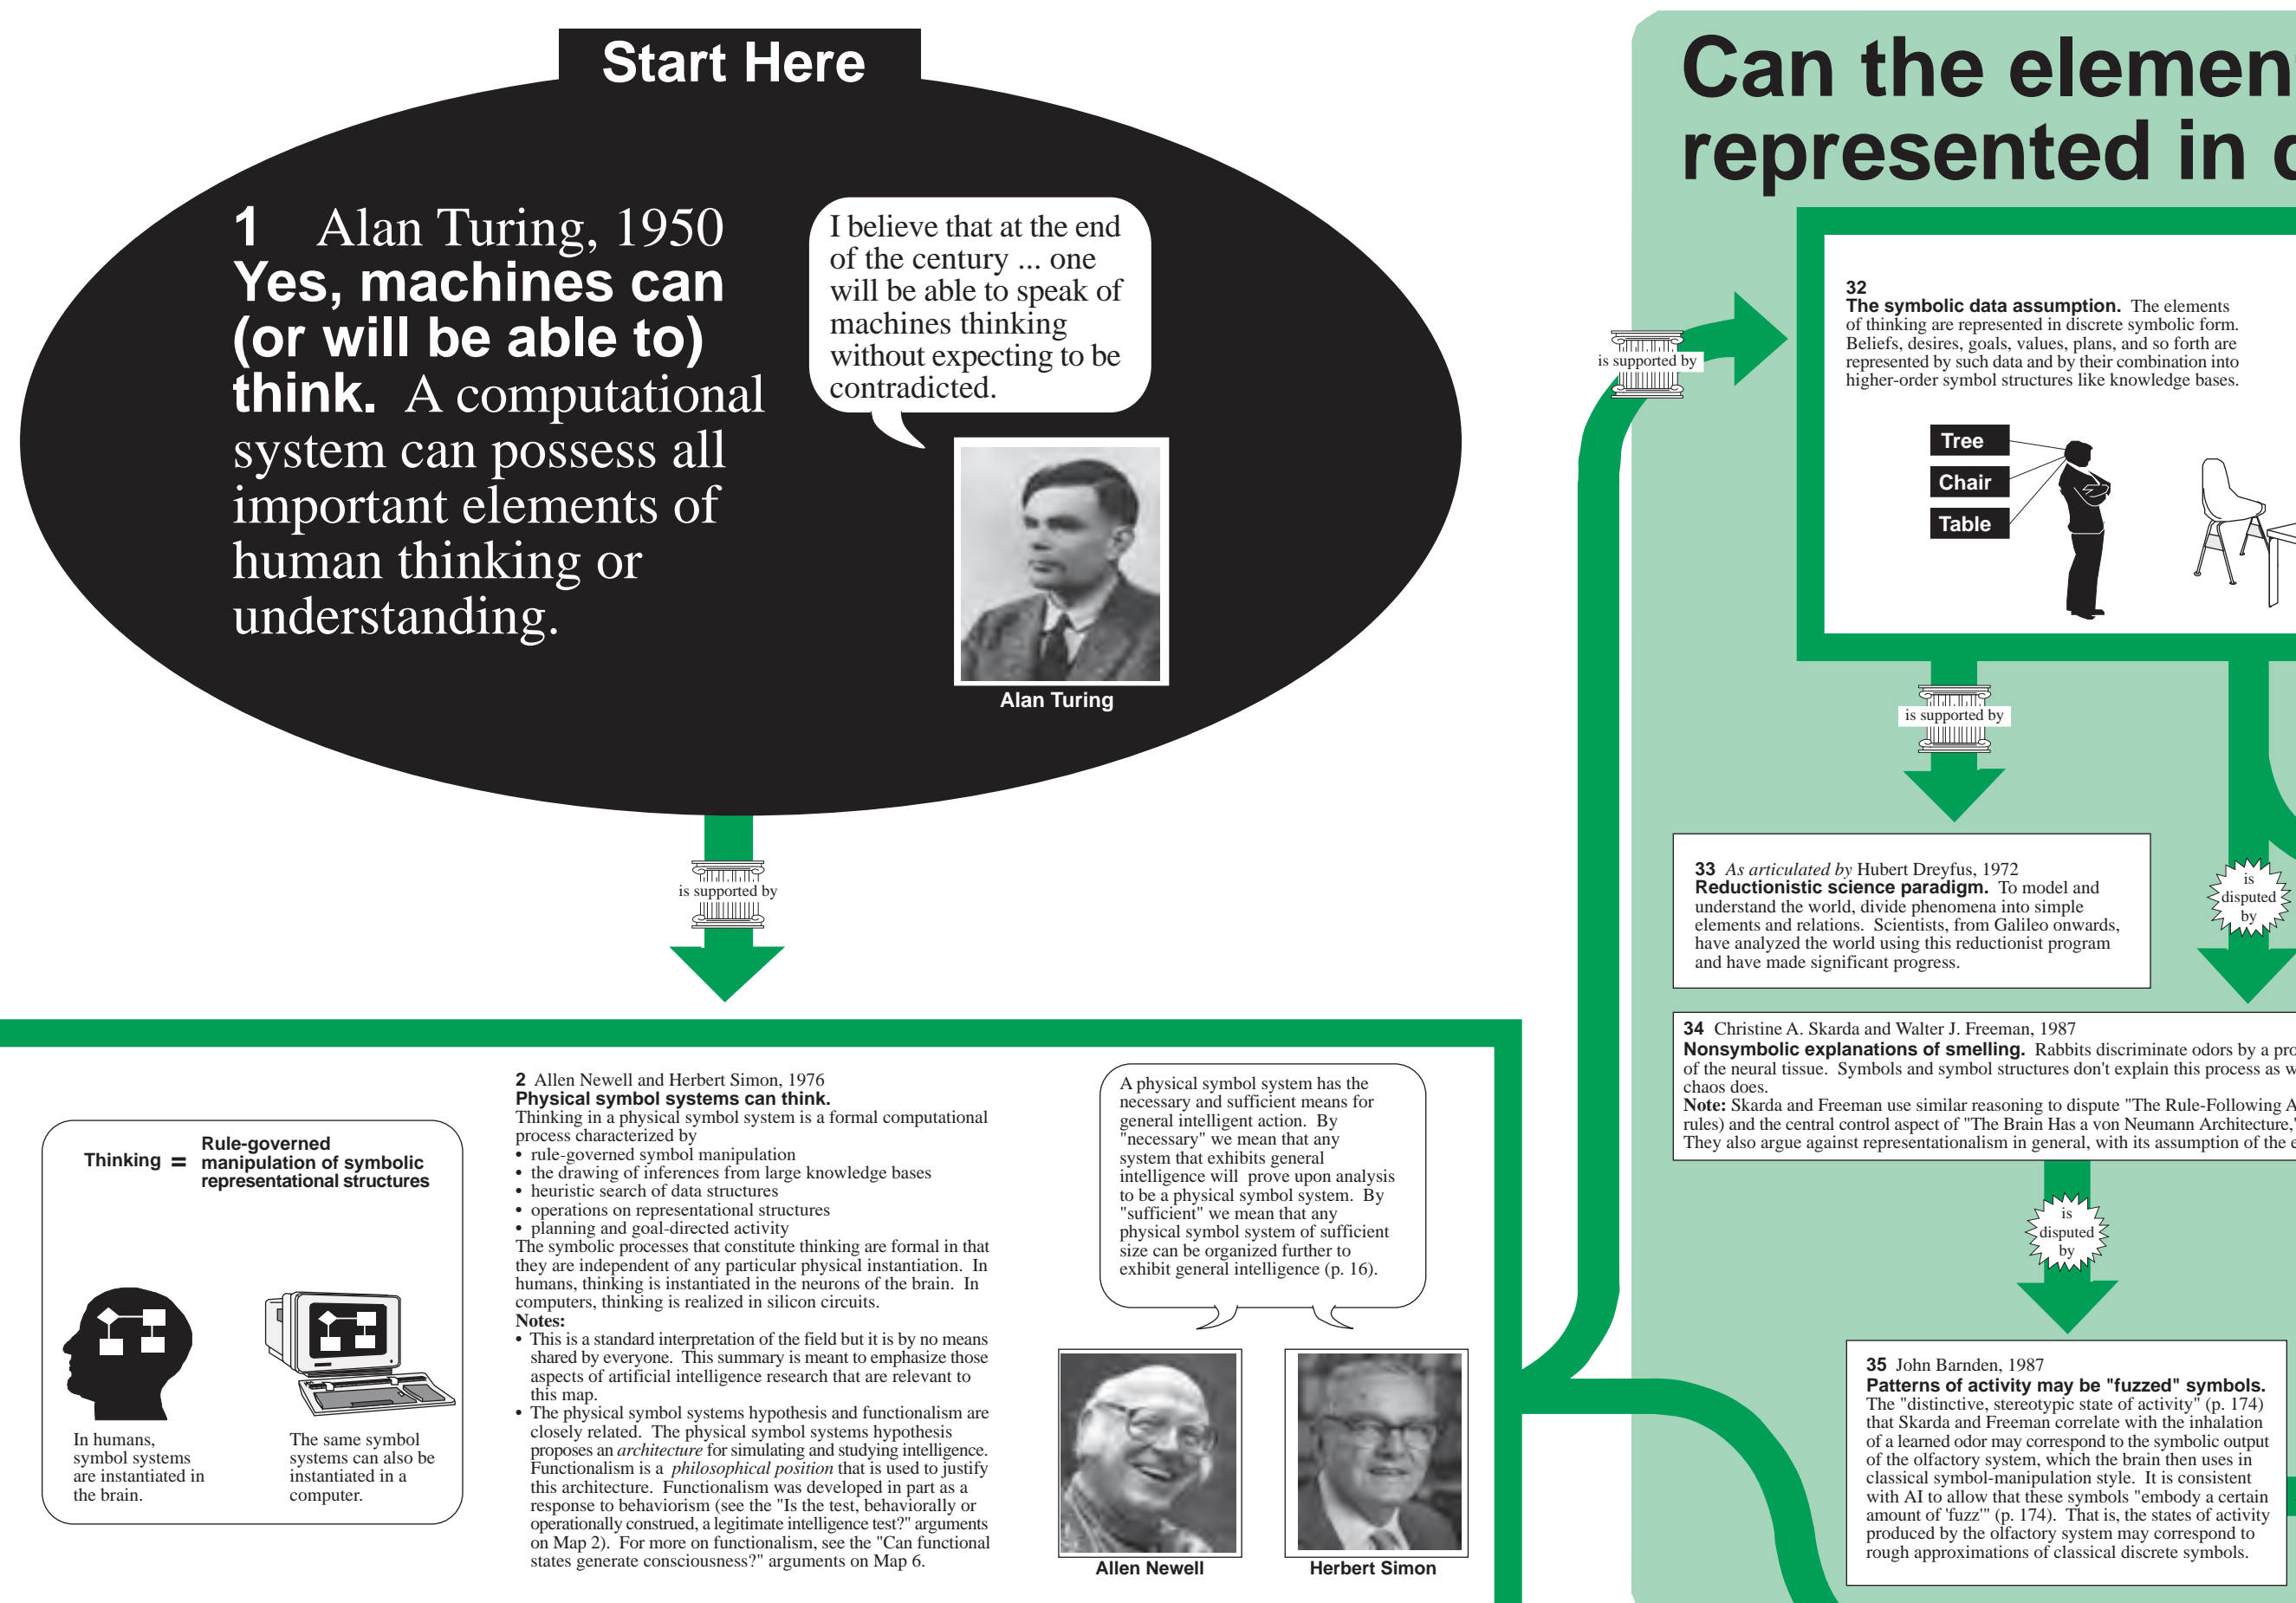 Start Here
1 Alan Turing, 1950
Yes, machines can
(or will be able to)
think. A computational
system can possess all
important elements of
human thinking or
understanding.
I believe that at the end
of the century ... one
will be able to speak of
machines thinking
without expecting to be
contradicted.
Alan Turing
is supported by
Thinking = Rule-governed
manipulation of symbolic
representational structures
In humans,
symbol systems
are instantiated in
the brain.
The same symbol
systems can also be
instantiated in a
computer.
2 Allen Newell and Herbert Simon, 1976
Physical symbol systems can think.
Thinking in a physical symbol system is a formal computational
process characterized by
• rule-governed symbol manipulation
• the drawing of inferences from large knowledge bases
• heuristic search of data structures
• operations on representational structures
• planning and goal-directed activity
The symbolic processes that constitute thinking are formal in that
they are independent of any particular physical instantiation. In
humans, thinking is instantiated in the neurons of the brain. In
computers, thinking is realized in silicon circuits.
Notes:
• This is a standard interpretation of the field but it is by no means
shared by everyone. This summary is meant to emphasize those
aspects of artificial intelligence research that are relevant to
this map.
• The physical symbol systems hypothesis and functionalism are
closely related. The physical symbol systems hypothesis
proposes an architecture for simulating and studying intelligence.
Functionalism is a philosophical position that is used to justify
this architecture. Functionalism was developed in part as a
response to behaviorism (see the "Is the test, behaviorally or
operationally construed, a legitimate intelligence test?" arguments
on Map 2). For more on functionalism, see the "Can functional
states generate consciousness?" arguments on Map 6.
A physical symbol system has the
necessary and sufficient means for
general intelligent action. By
"necessary" we mean that any
system that exhibits general
intelligence will prove upon analysis
to be a physical symbol system. By
"sufficient" we mean that any
physical symbol system of sufficient
size can be organized further to
exhibit general intelligence (p. 16).
Allen Newell
Herbert Simon
is supported by
Can the elemen
represented in
32
The symbolic data assumption. The elements
of thinking are represented in discrete symbolic form.
Beliefs, desires, goals, values, plans, and so forth are
represented by such data and by their combination into
higher-order symbol structures like knowledge bases.
Tree
Chair
Table
is supported by
33 As articulated by Hubert Dreyfus, 1972
Reductionistic science paradigm. To model and
understand the world, divide phenomena into simple
elements and relations. Scientists, from Galileo onwards,
have analyzed the world using this reductionist program
and have made significant progress.
is
disputed
by
34 Christine A. Skarda and Walter J. Freeman, 1987
Nonsymbolic explanations of smelling. Rabbits discriminate odors by a pro
of the neural tissue. Symbols and symbol structures don't explain this process as w
chaos does.
Note: Skarda and Freeman use similar reasoning to dispute "The Rule-Following A
rules) and the central control aspect of "The Brain Has a von Neumann Architecture,"
They also argue against representationalism in general, with its assumption of the e
is
disputed
by
35 John Barnden, 1987
Patterns of activity may be "fuzzed" symbols.
The "distinctive, stereotypic state of activity" (p. 174)
that Skarda and Freeman correlate with the inhalation
of a learned odor may correspond to the symbolic output
of the olfactory system, which the brain then uses in
classical symbol-manipulation style. It is consistent
with AI to allow that these symbols "embody a certain
amount of 'fuzz'" (p. 174). That is, the states of activity
produced by the olfactory system may correspond to
rough approximations of classical discrete symbols.